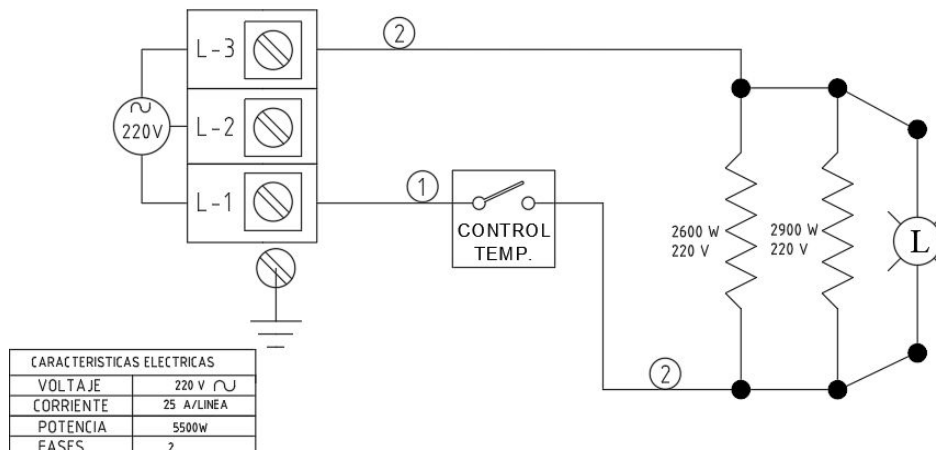 L-3
220V
L-2
L-1
2
1
CONTROL
TEMP.
2600 W
220 V
2900 W
220 V
L
2
CARACTERISTICAS ELECTRICAS
VOLTAJE 220 V
CORRIENTE 25 A/LINEA
POTENCIA 5500W
FASES 2